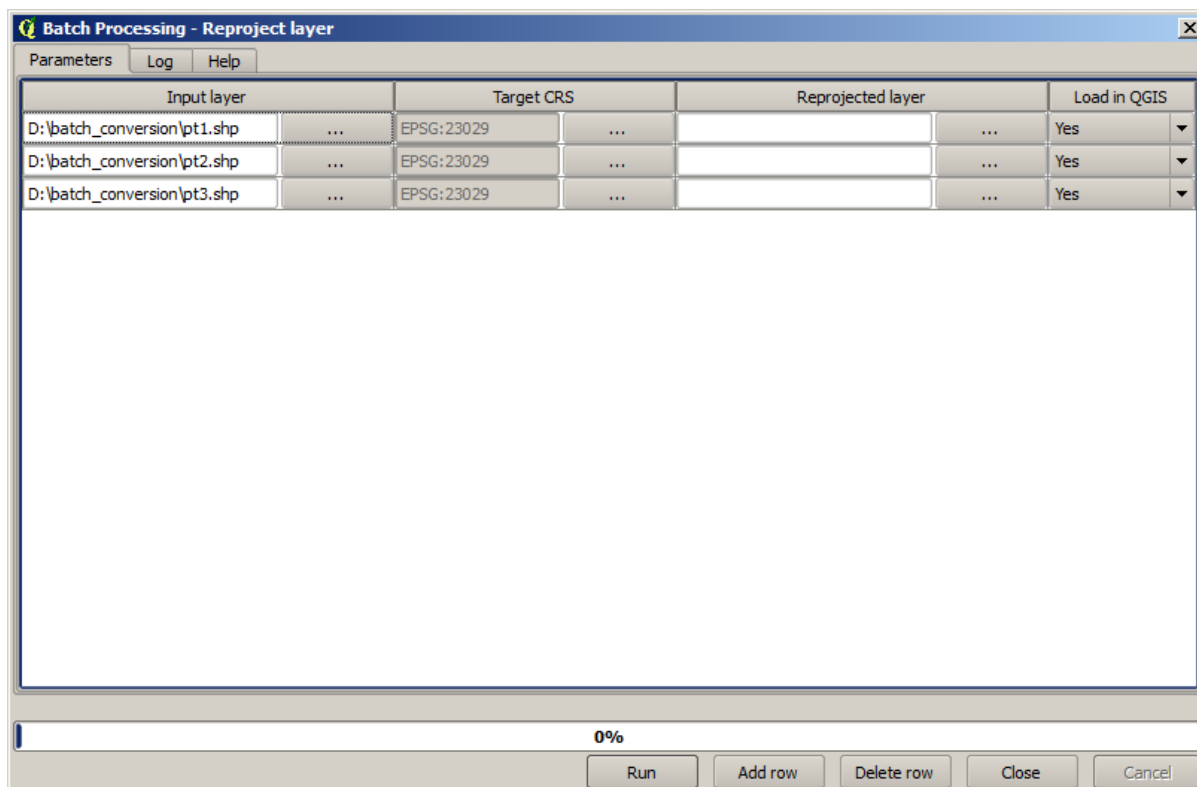 Batch Processing - Reproject layer
Parameters Log Help
Input layer Target CRS Reprojected layer Load in QGIS
D:\batch_conversion\pt1.shp ... EPSG:23029 ... ... Yes
D:\batch_conversion\pt2.shp ... EPSG:23029 ... ... Yes
D:\batch_conversion\pt3.shp ... EPSG:23029 ... ... Yes
0%
Run Add row Delete row Close Cancel